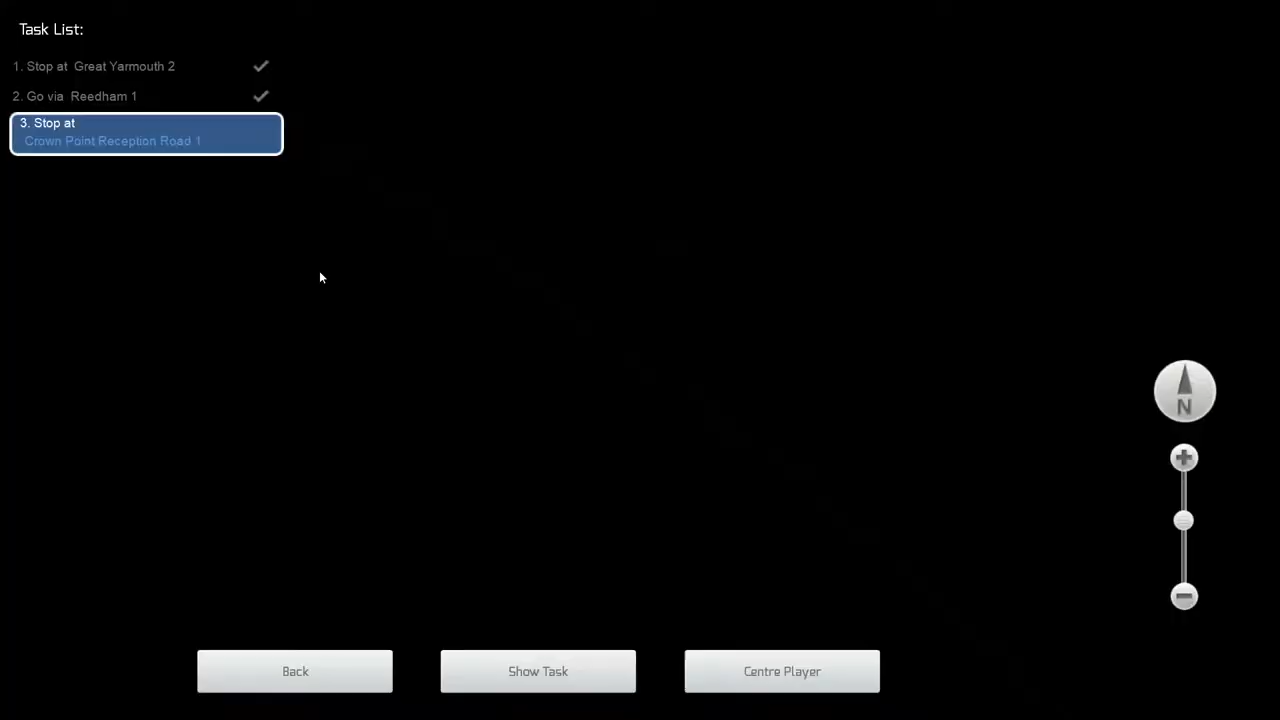 Task List:
1. Stop at  Great Yarmouth 2
2. Go via  Reedham 1
3. Stop at
Crown Point Reception Road 1
N
Back
Show Task
Centre Player